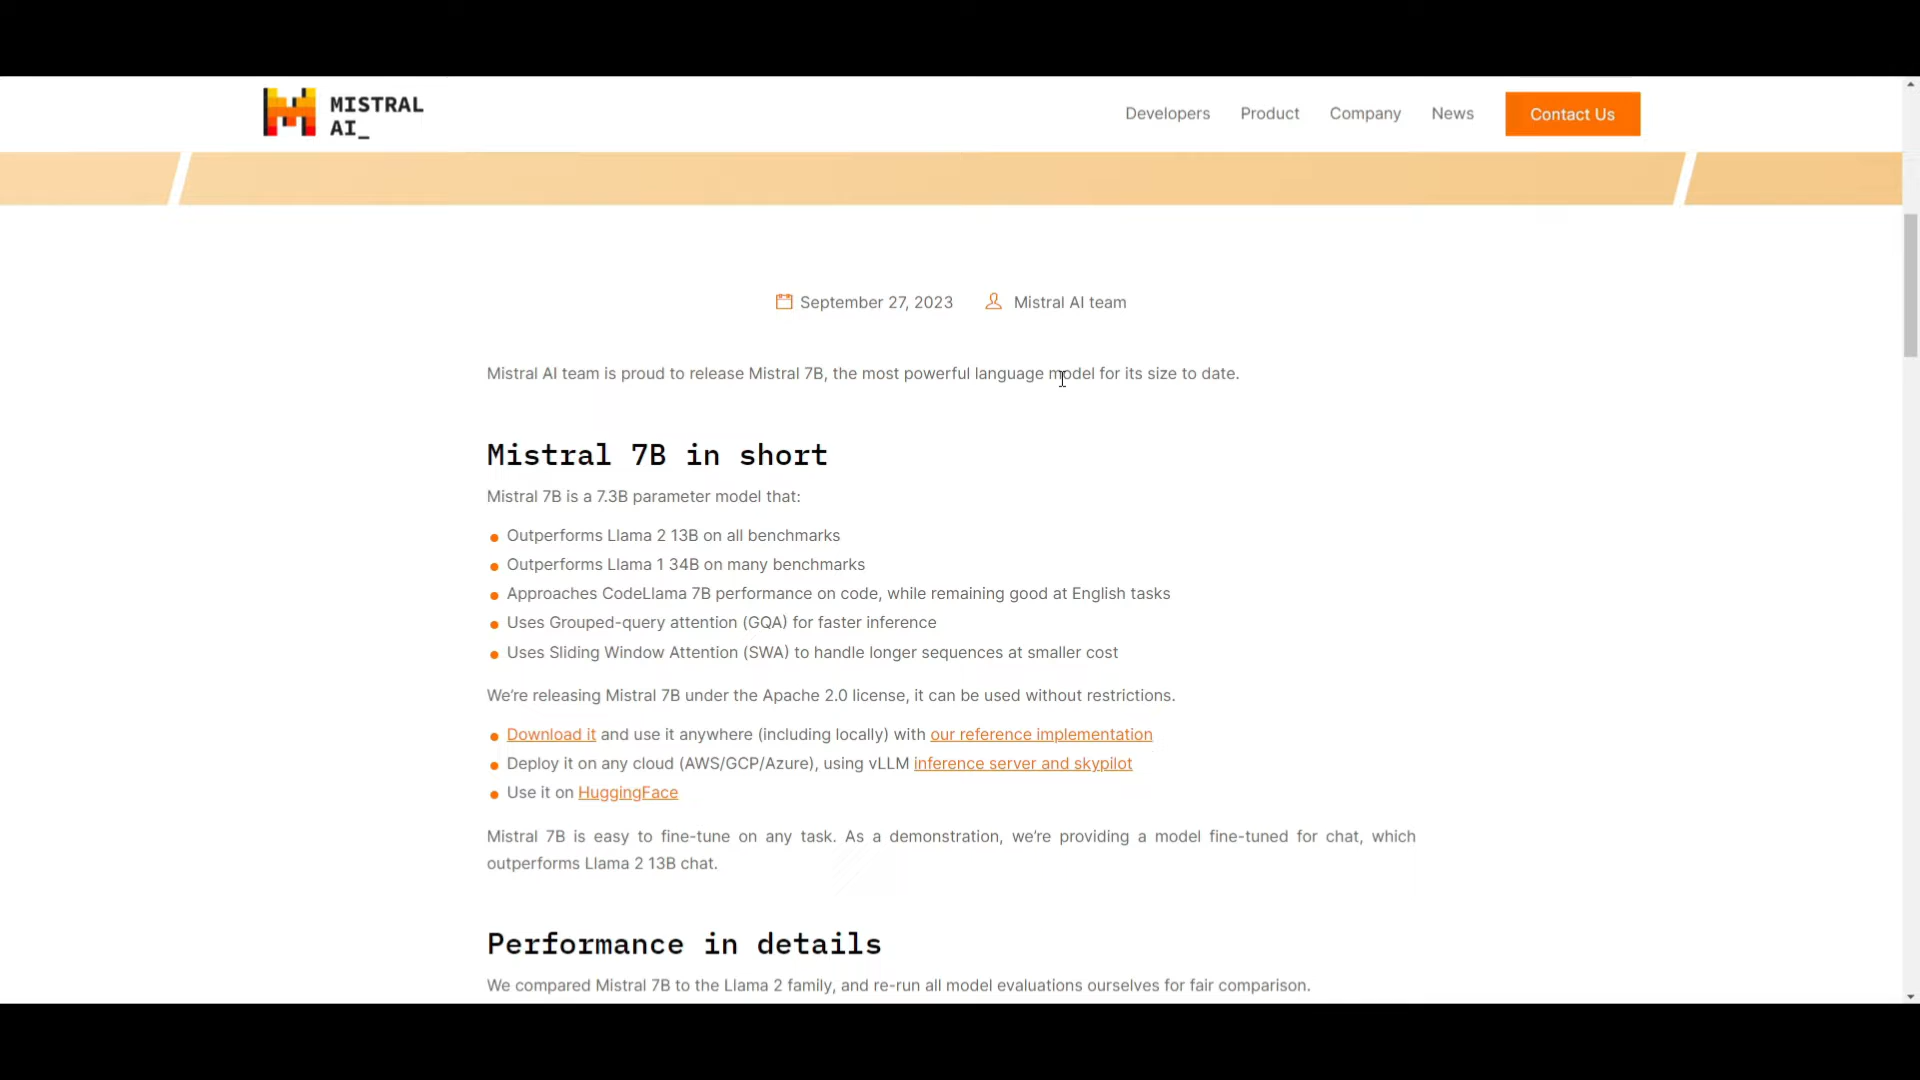 MISTRAL
AI_
Developers Product Company News Contact Us
September 27, 2023 Mistral AI team
Mistral AI team is proud to release Mistral 7B, the most powerful language model for its size to date.
Mistral 7B in short
Mistral 7B is a 7.3B parameter model that:
Outperforms Llama 2 13B on all benchmarks
Outperforms Llama 1 34B on many benchmarks
Approaches CodeLlama 7B performance on code, while remaining good at English tasks
Uses Grouped-query attention (GQA) for faster inference
Uses Sliding Window Attention (SWA) to handle longer sequences at smaller cost
We’re releasing Mistral 7B under the Apache 2.0 license, it can be used without restrictions.
Download it and use it anywhere (including locally) with our reference implementation
Deploy it on any cloud (AWS/GCP/Azure), using vLLM inference server and skypilot
Use it on HuggingFace
Mistral 7B is easy to fine-tune on any task. As a demonstration, we’re providing a model fine-tuned for chat, which
outperforms Llama 2 13B chat.
Performance in details
We compared Mistral 7B to the Llama 2 family, and re-run all model evaluations ourselves for fair comparison.